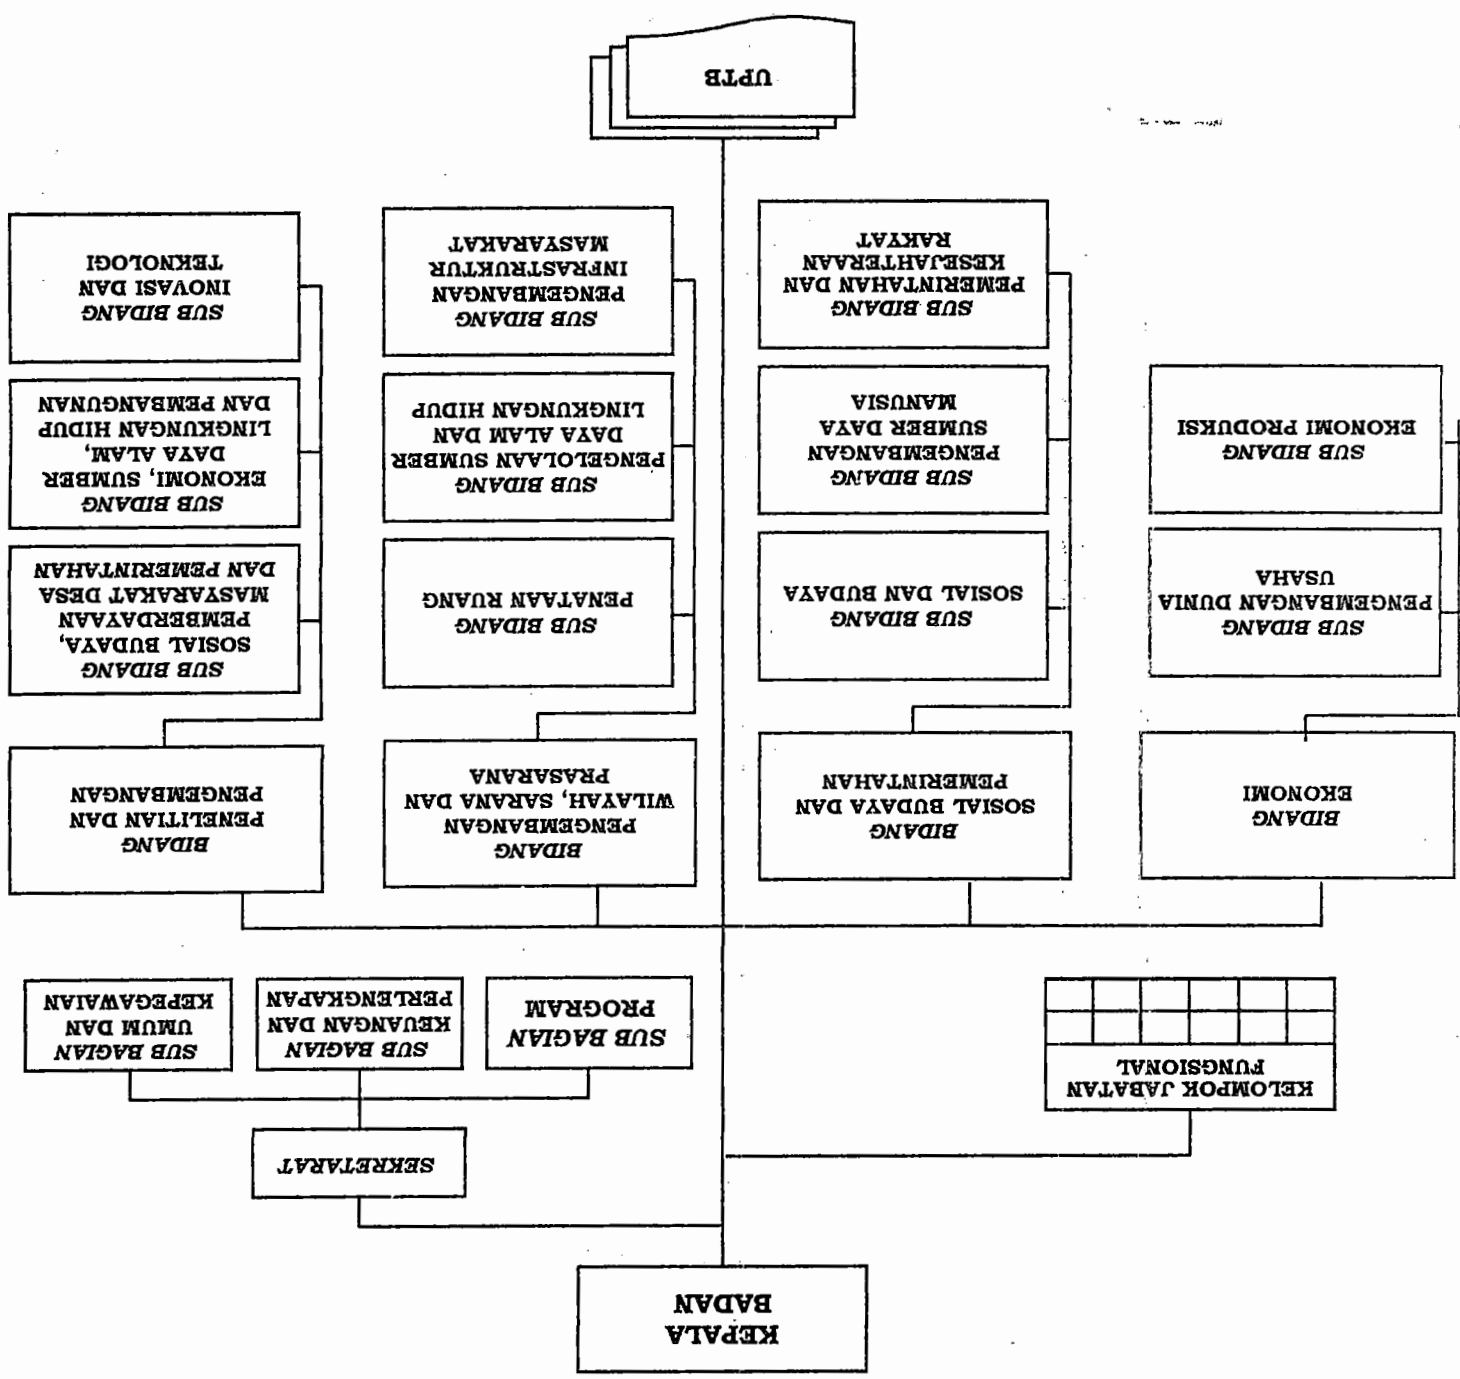 KEPALA
BADAN
SEKRETARAT
KELOMPOK JABATAN
FUNGSIONAL
SUB BAGIAN
PROGRAM
SUB BAGIAN
KEUANGAN DAN
PERLENGKAPAN
SUB BAGIAN
UMUM DAN
KEPEGAWAIAN
BIDANG
EKONOMI
BIDANG
SOSIAL BUDAYA DAN
PEMERINTAHAN
BIDANG
PENGEMBANGAN
WILAYAH, SARANA DAN
PRASARANA
BIDANG
PENELITIAN DAN
PENGEMBANGAN
SUB BIDANG
PENGEMBANGAN DUNIA
USAHA
SUB BIDANG
SOSIAL DAN BUDAYA
SUB BIDANG
PENATAAN RUANG
SUB BIDANG
SOSIAL BUDAYA,
PEMBERDAYAAN
MASYARAKAT DESA
DAN PEMERINTAHAN
SUB BIDANG
EKONOMI PRODUKSI
SUB BIDANG
PENGEMBANGAN
SUMBER DAYA
MANUSIA
SUB BIDANG
PENGELOLAAN SUMBER
DAYA ALAM DAN
LINGKUNGAN HIDUP
SUB BIDANG
EKONOMI, SUMBER
DAYA ALAM,
LINGKUNGAN HIDUP
DAN PEMBANGUNAN
SUB BIDANG
PEMERINTAHAN DAN
KESEJAHTERAAN
RAKYAT
SUB BIDANG
PENGEMBANGAN
INFRASTRUKTUR
MASYARAKAT
SUB BIDANG
INOVASI DAN
TEKNOLOGI
UPTB